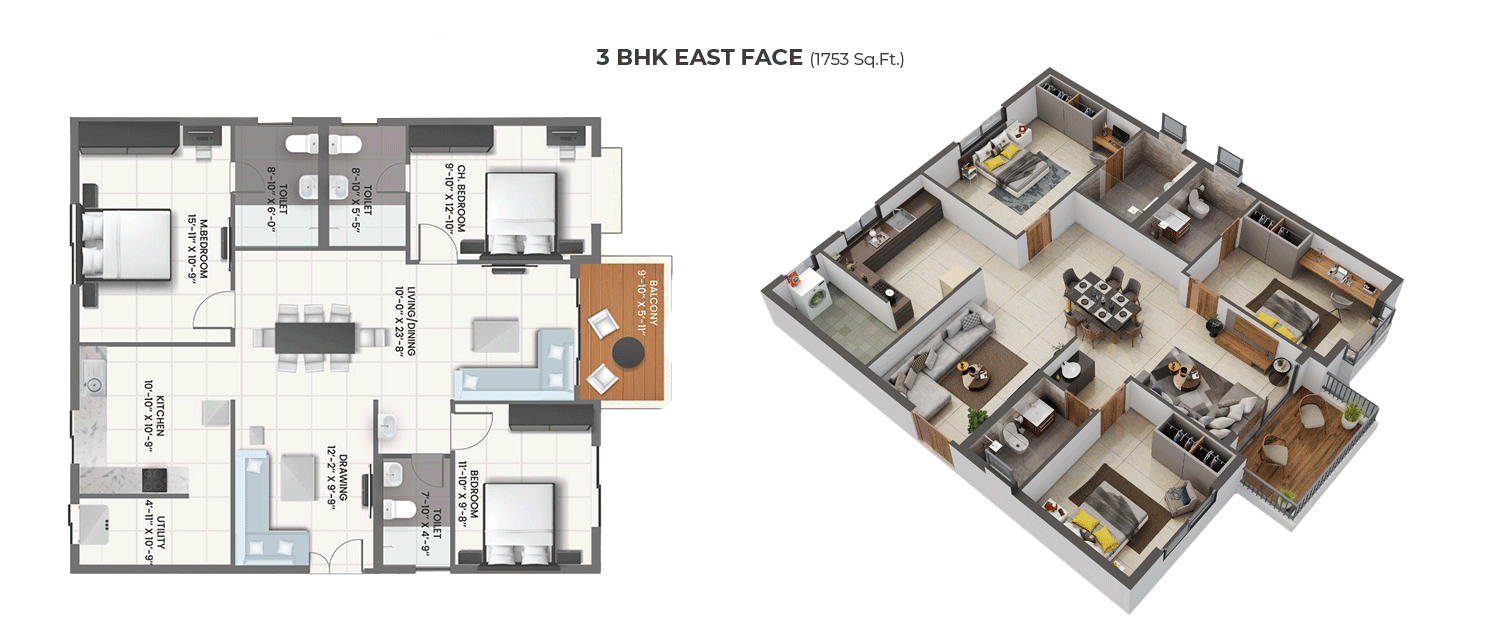 3 BHK EAST FACE (1753 Sq.Ft.)
TOILET
8'-10" X 6'-0"
TOILET
8'-10" X 5'-5"
CH. BEDROOM
9'-10" X 12'-10"
M.BEDROOM
15'-11" X 10'-9"
LIVING/DINING
10'-0" X 23'-8"
BALCONY
9'-10" X 5'-11"
KITCHEN
10'-10" X 10'-9"
DRAWING
12'-2" X 9'-9"
BEDROOM
11'-10" X 9'-8"
TOILET
7'-10" X 4'-9"
UTILITY
4'-11" X 10'-9"